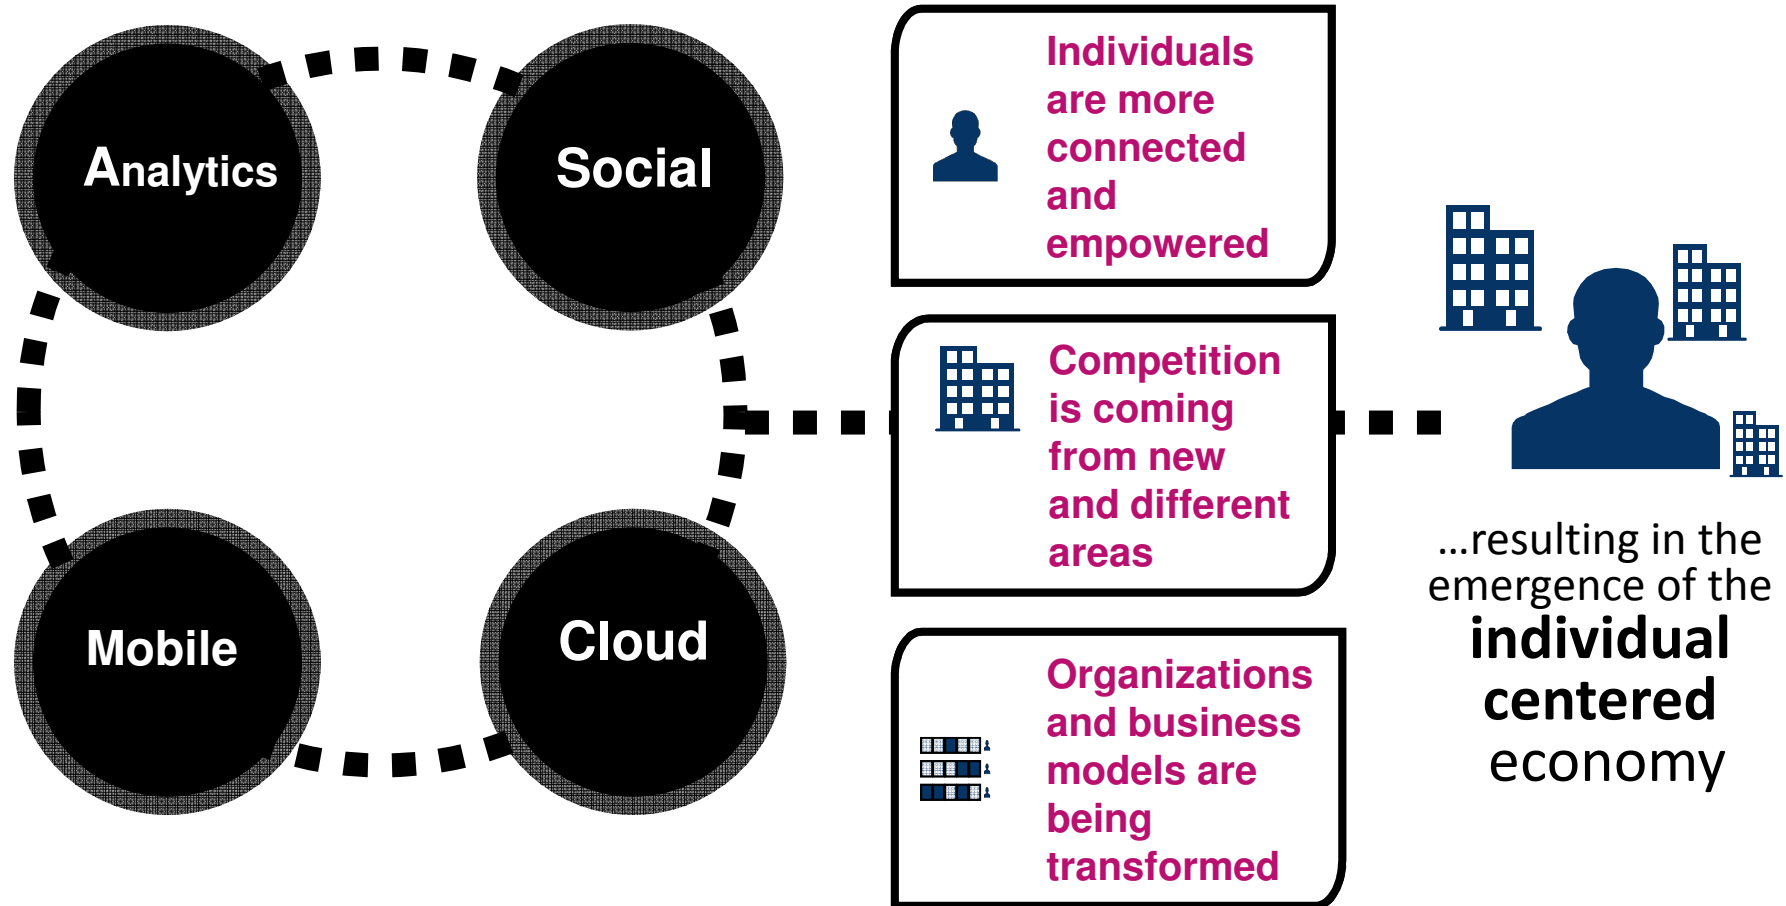 Analytics
Social
Mobile
Cloud
Individuals
are more
connected
and
empowered
Competition
is coming
from new
and different
areas
Organizations
and business
models are
being
transformed
...resulting in the
emergence of the
individual
centered
economy